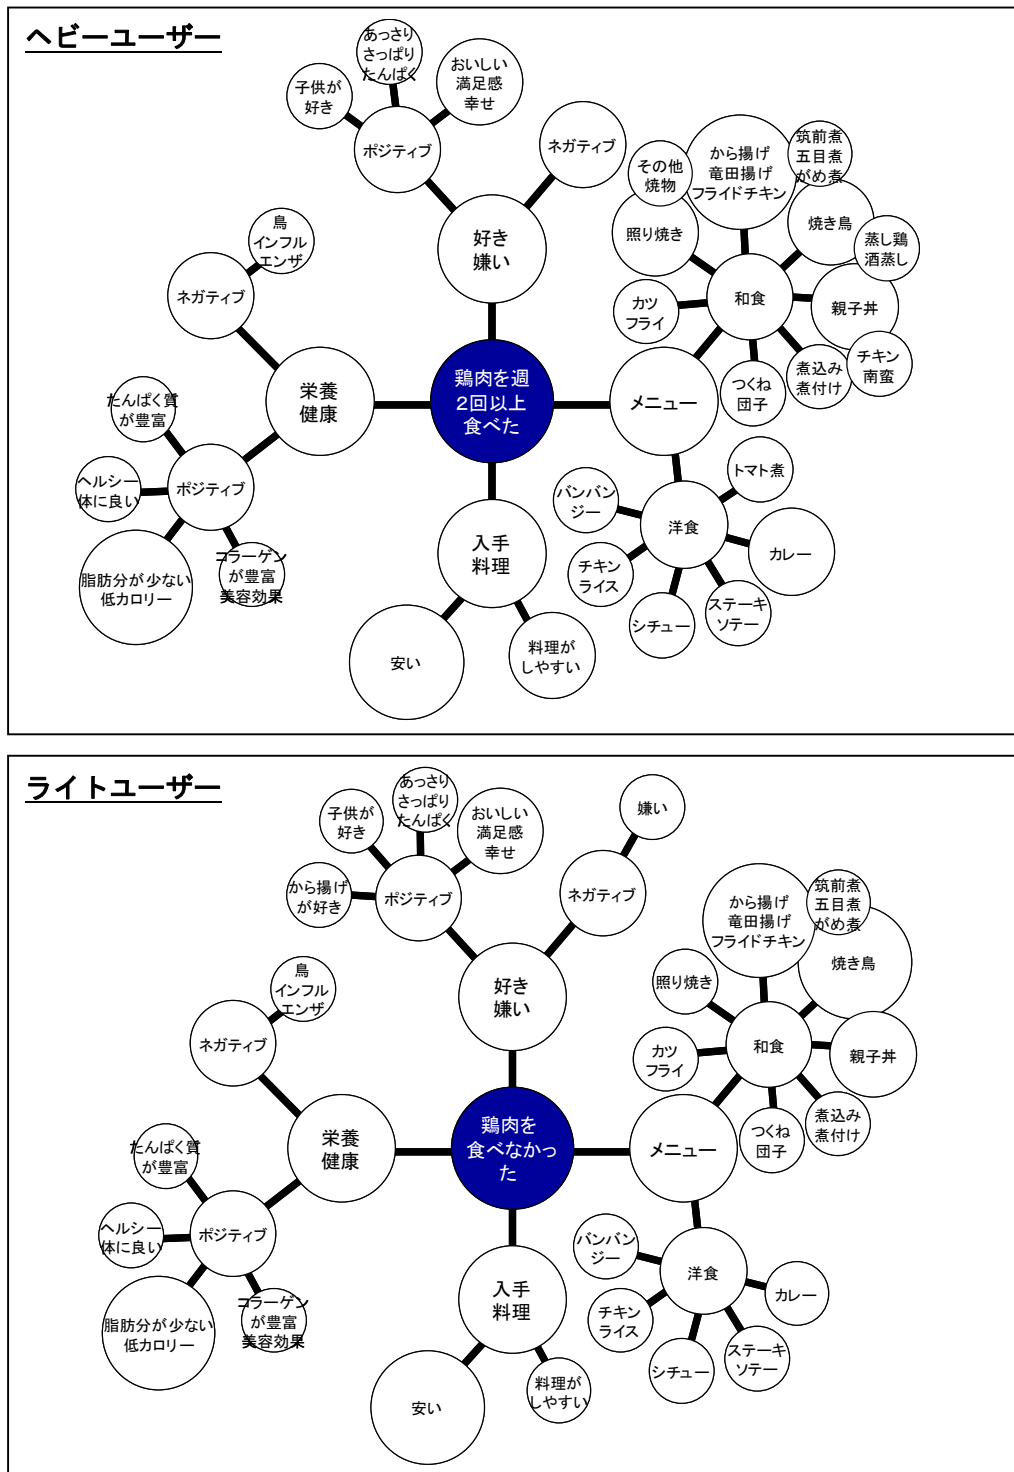 ヘビーユーザー
あっさり
さっぱり
たんぱく
子供が
好き
おいしい
満足感
幸せ
ポジティブ
ネガティブ
好き
嫌い
鳥
インフル
エンザ
ネガティブ
栄養
健康
たんぱく質
が豊富
ヘルシー
体に良い
ポジティブ
脂肪分が少ない
低カロリー
コラーゲン
が豊富
美容効果
鶏肉を週
2回以上
食べた
入手
料理
安い
料理が
しやすい
メニュー
和食
その他
焼物
から揚げ
竜田揚げ
フライドチキン
筑前煮
五目煮
がめ煮
照り焼き
焼き鳥
蒸し鶏
酒蒸し
カツ
フライ
親子丼
つくね
団子
煮込み
煮付け
チキン
南蛮
洋食
トマト煮
バンバン
ジー
カレー
チキン
ライス
シチュー
ステーキ
ソテー
ライトユーザー
あっさり
さっぱり
たんぱく
子供が
好き
おいしい
満足感
幸せ
から揚げ
が好き
ポジティブ
嫌い
ネガティブ
好き
嫌い
鳥
インフル
エンザ
ネガティブ
栄養
健康
たんぱく質
が豊富
ヘルシー
体に良い
ポジティブ
脂肪分が少ない
低カロリー
コラーゲン
が豊富
美容効果
鶏肉を
食べなかっ
た
入手
料理
安い
料理が
しやすい
メニュー
和食
から揚げ
竜田揚げ
フライドチキン
筑前煮
五目煮
がめ煮
照り焼き
焼き鳥
カツ
フライ
親子丼
つくね
団子
煮込み
煮付け
洋食
バンバン
ジー
カレー
チキン
ライス
シチュー
ステーキ
ソテー